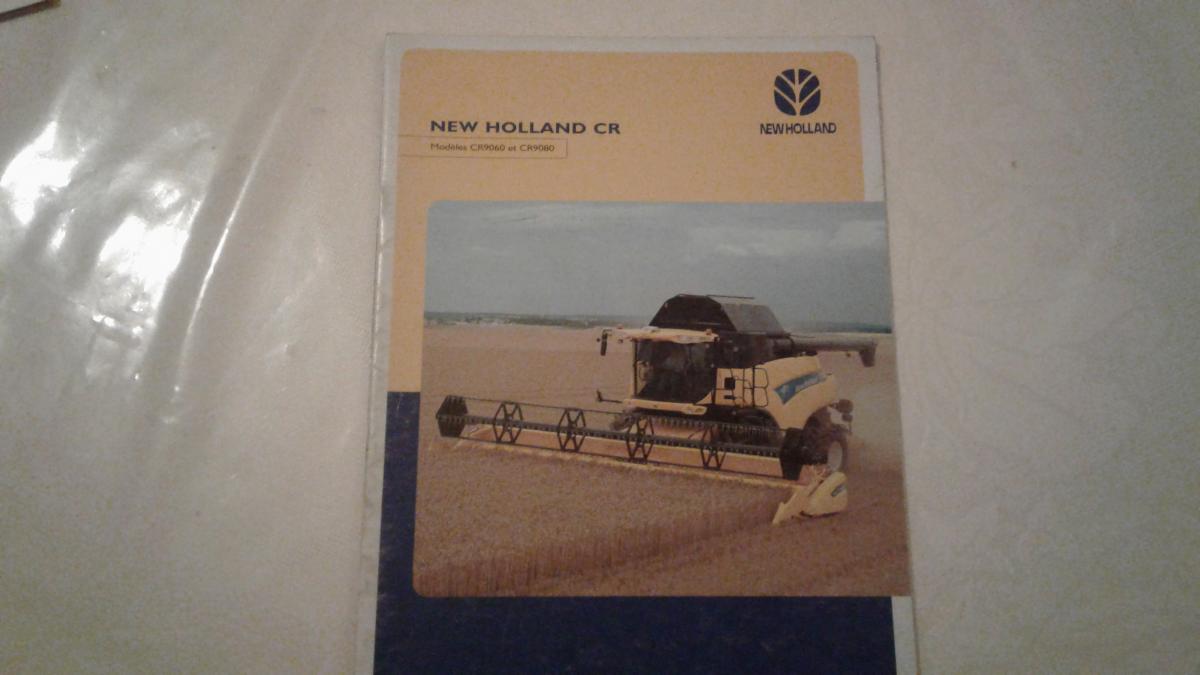 NEW HOLLAND
NEW HOLLAND CR
Modèles CR9060 et CR9080